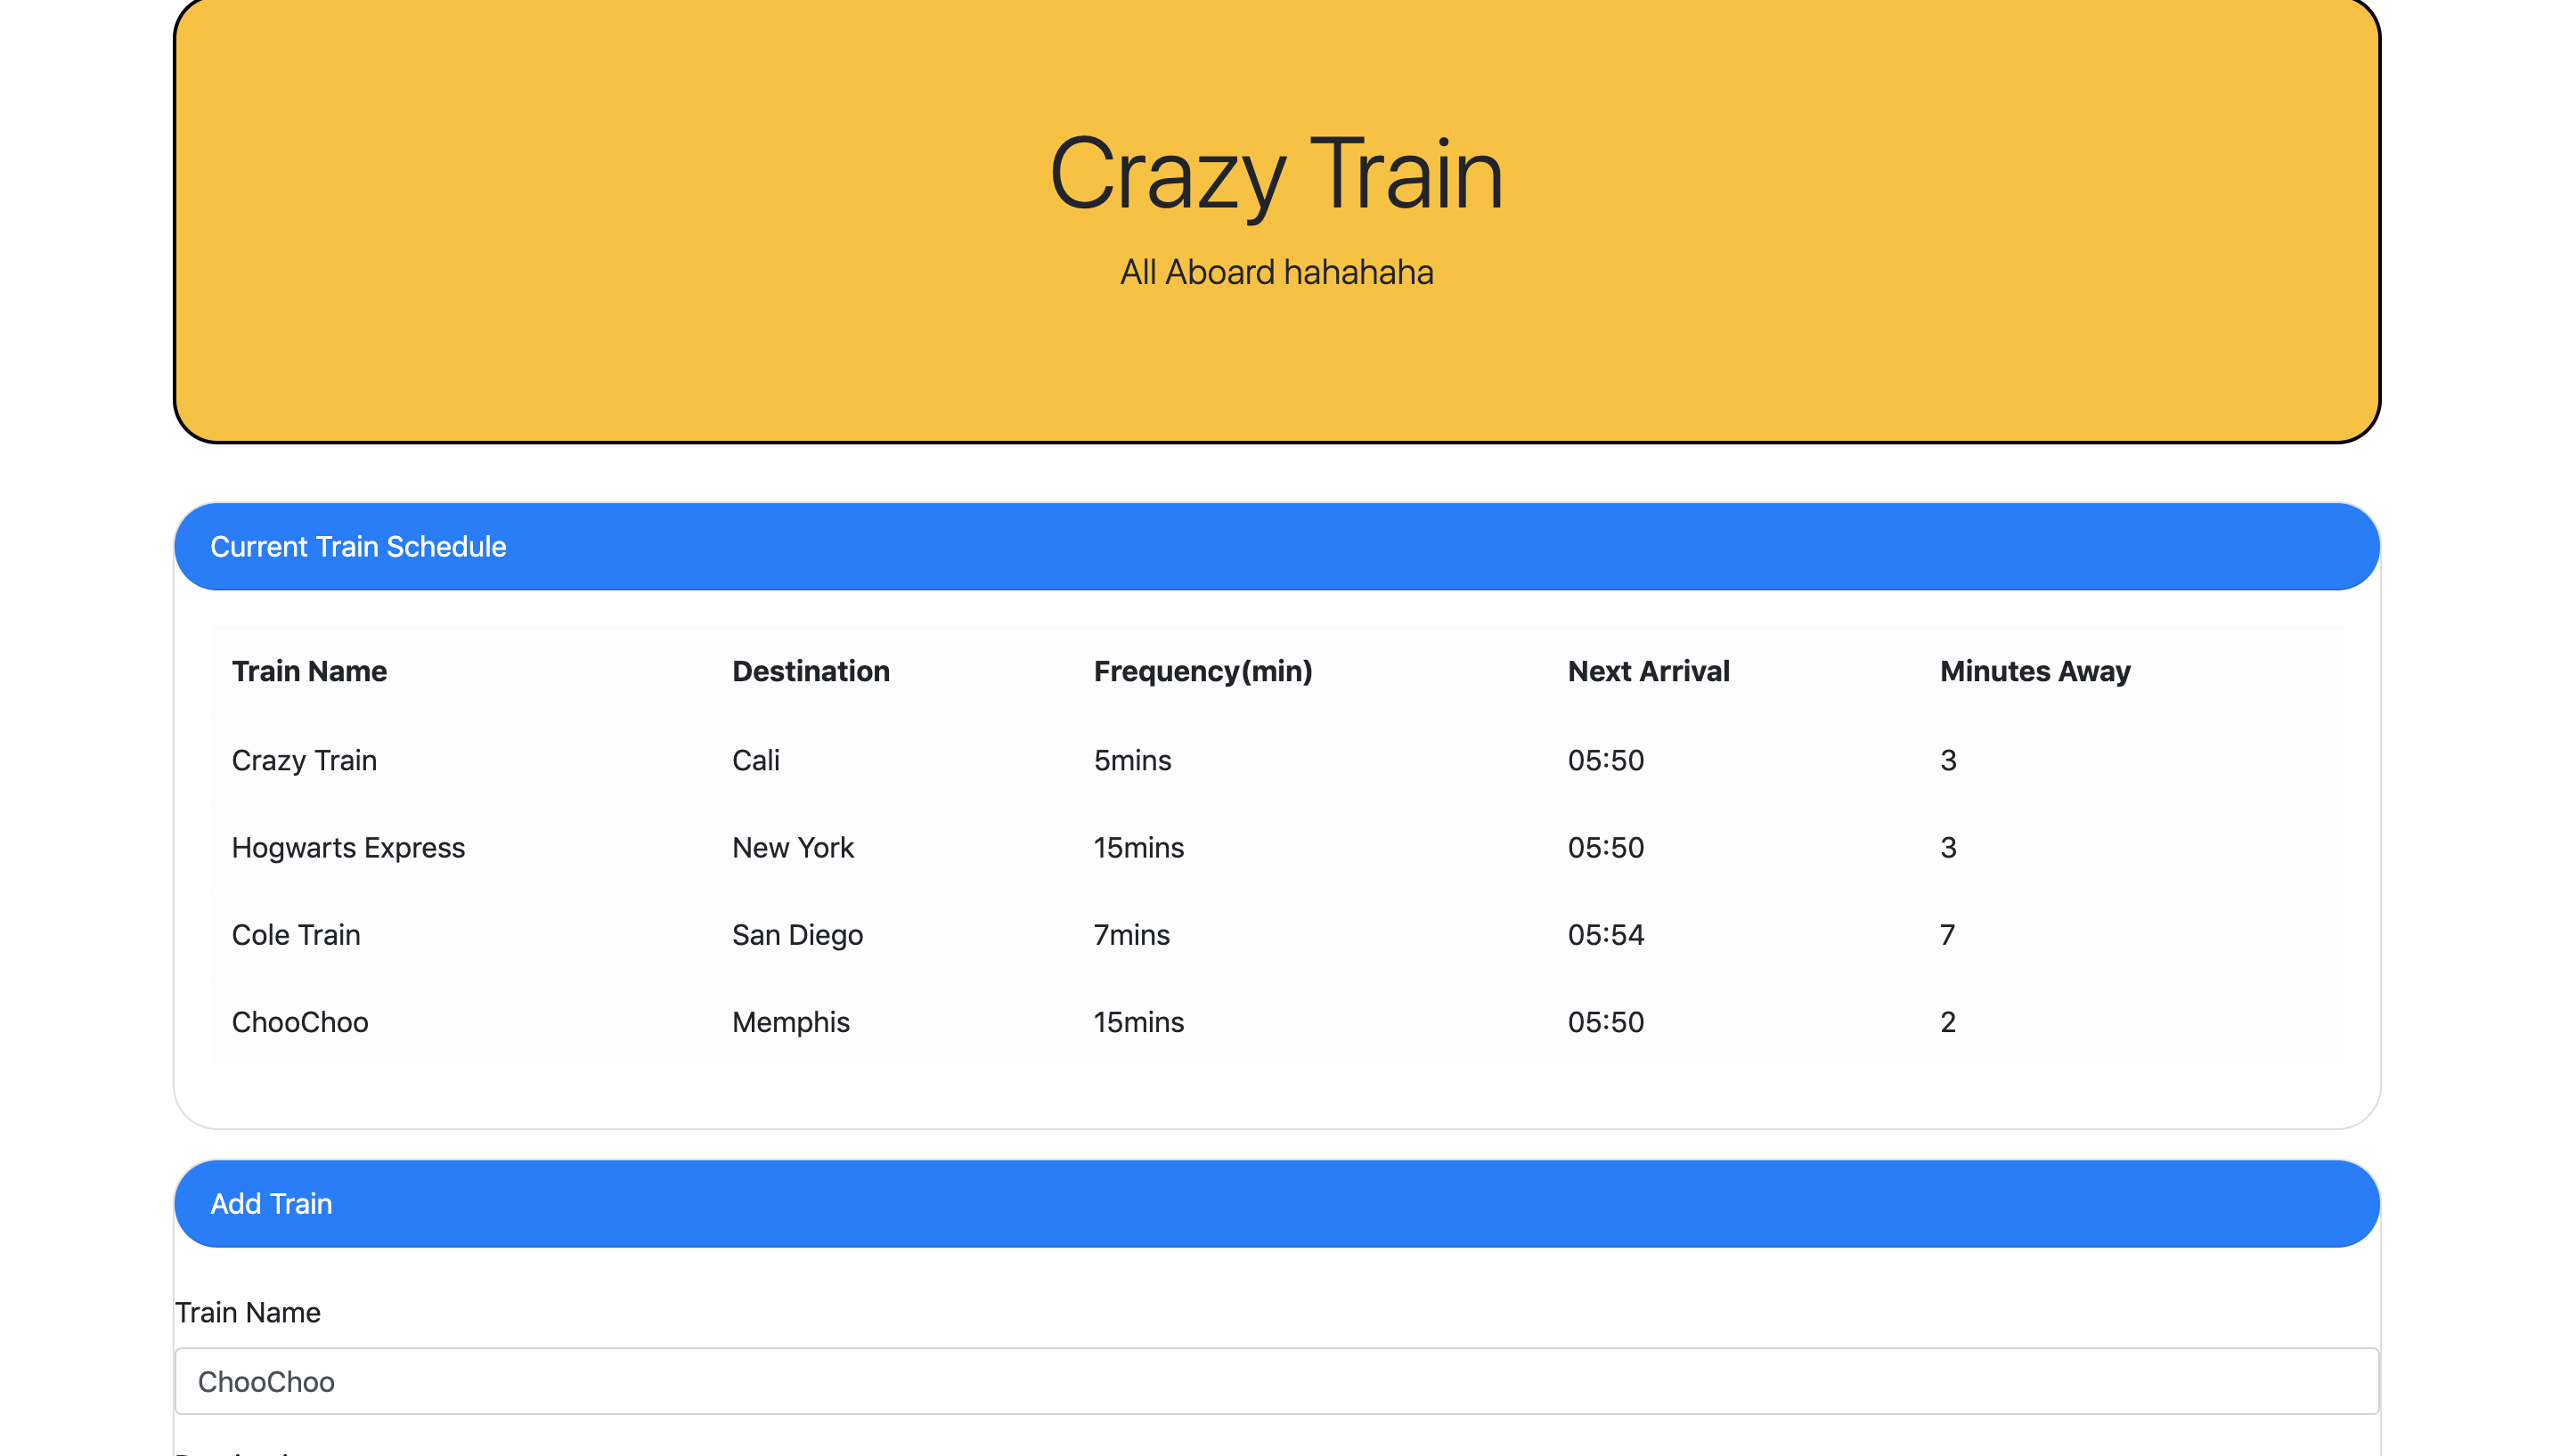 Crazy Train
All Aboard hahahaha
Current Train Schedule
Train Name Destination Frequency(min) Next Arrival Minutes Away
Crazy Train Cali 5mins 05:50 3
Hogwarts Express New York 15mins 05:50 3
Cole Train San Diego 7mins 05:54 7
ChooChoo Memphis 15mins 05:50 2
Add Train
Train Name
ChooChoo